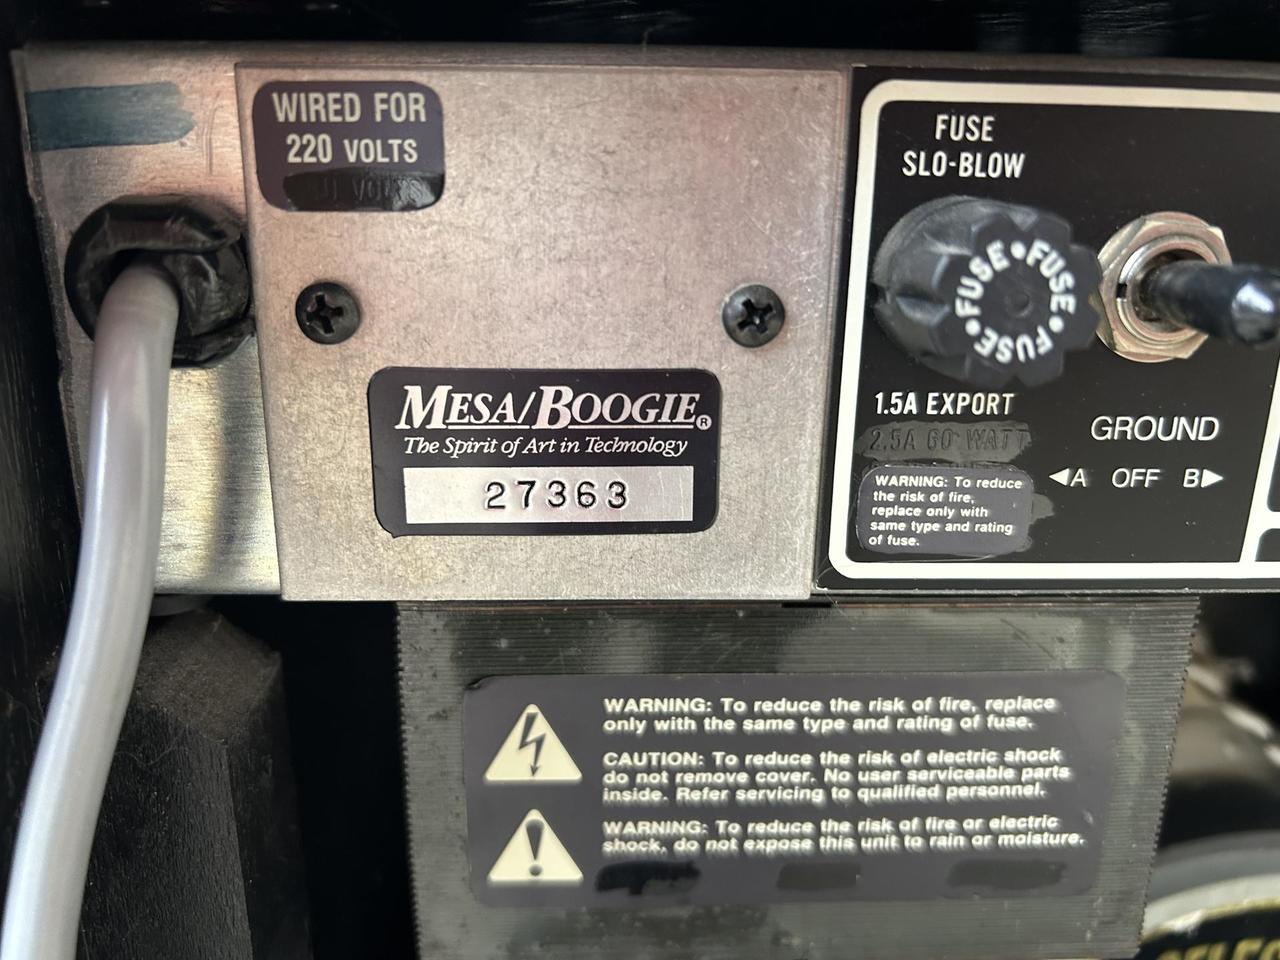 WIRED FOR
220 VOLTS
VOLTS
FUSE
SLO-BLOW
FUSE • FUSE • FUSE •
1.5A EXPORT
2.5A 60 WATT
WARNING: To reduce
the risk of fire,
replace only with
same type and rating
of fuse.
GROUND
◀A OFF B▶
MESA/BOOGIE®
The Spirit of Art in Technology
27363
WARNING: To reduce the risk of fire, replace
only with the same type and rating of fuse.
CAUTION: To reduce the risk of electric shock
do not remove cover. No user serviceable parts
inside. Refer servicing to qualified personnel.
WARNING: To reduce the risk of fire or electric
shock, do not expose this unit to rain or moisture.